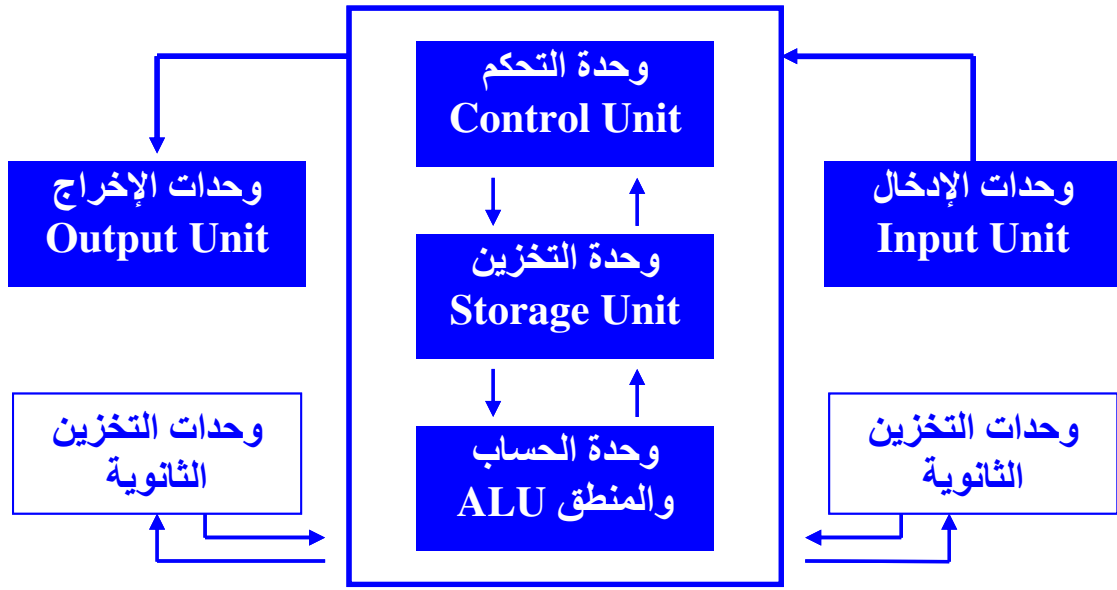 وحدة التحكم
Control Unit
وحدات الإدخال
Input Unit
وحدات الإخراج
Output Unit
وحدة التخزين
Storage Unit
وحدة الحساب
والمنطق ALU
وحدات التخزين
الثانوية
وحدات التخزين
الثانوية